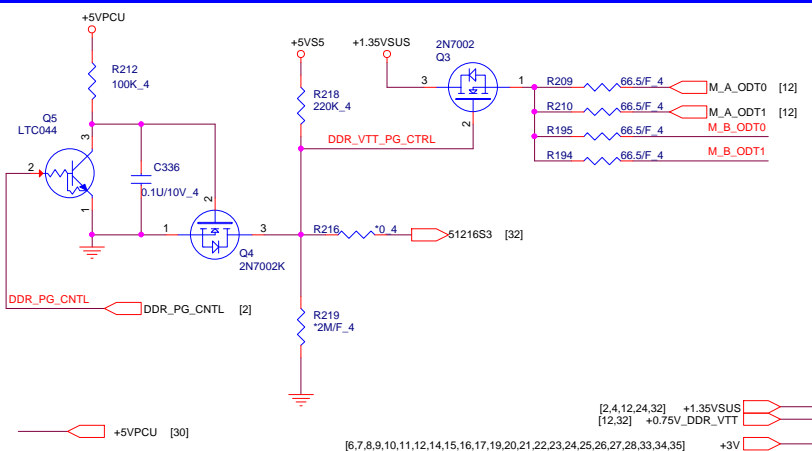 +5VPCU
R212
100K_4
Q5
LTC044
3
2
1
C336
0.1U/10V_4
2
1
3
Q4
2N7002K
DDR_PG_CNTL
DDR_PG_CNTL [2]
+5VS5
R218
220K_4
DDR_VTT_PG_CTRL
R216 *0_4
51216S3 [32]
R219
*2M/F_4
+1.35VSUS
2N7002
Q3
3
1
2
R209 66.5/F_4 M_A_ODT0 [12]
R210 66.5/F_4 M_A_ODT1 [12]
R195 66.5/F_4 M_B_ODT0
R194 66.5/F_4 M_B_ODT1
+5VPCU [30]
[2,4,12,24,32] +1.35VSUS
[12,32] +0.75V_DDR_VTT
[6,7,8,9,10,11,12,14,15,16,17,19,20,21,22,23,24,25,26,27,28,33,34,35] +3V